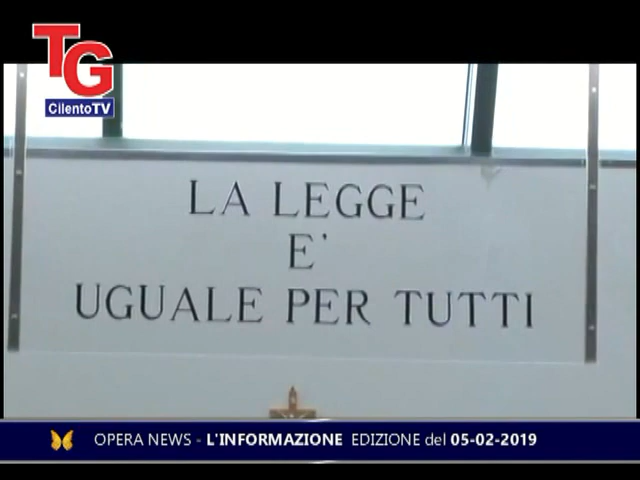 TG
CilentoTV
LA LEGGE
E'
UGUALE PER TUTTI
OPERA NEWS - L'INFORMAZIONE EDIZIONE del 05-02-2019